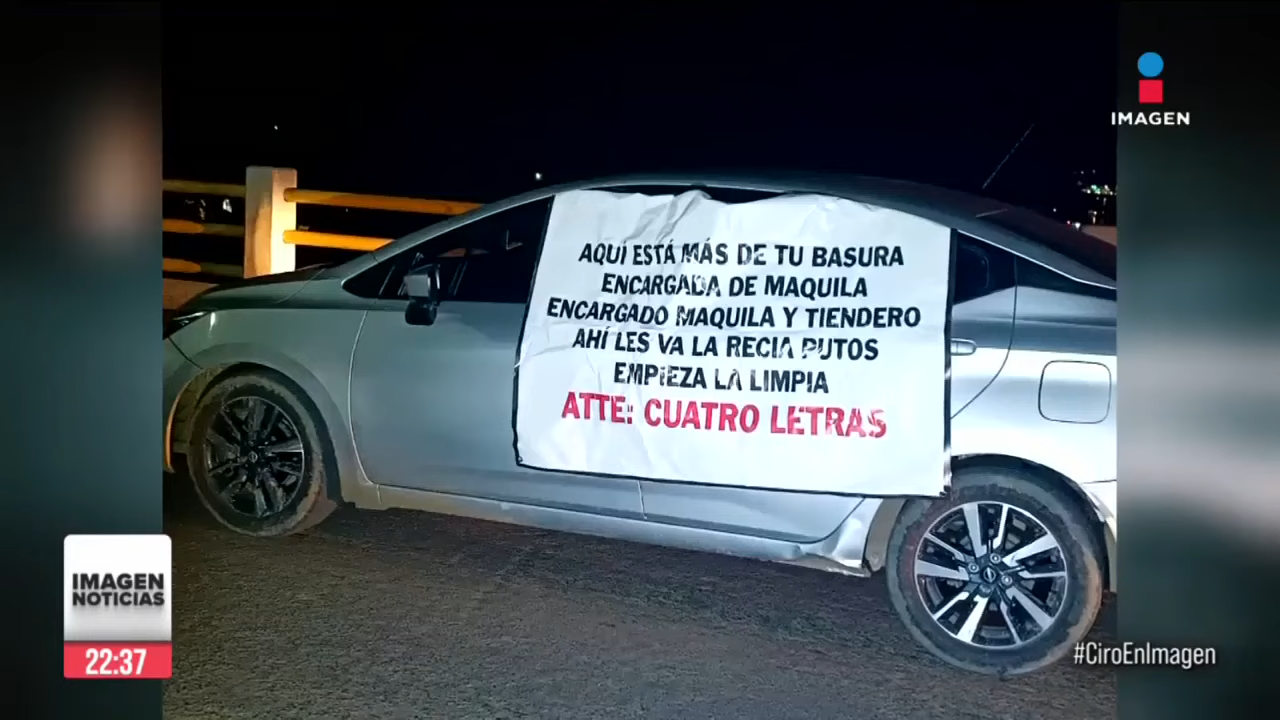 IMAGEN
AQUÍ ESTÁ MÁS DE TU BASURA
ENCARGADA DE MAQUILA
ENCARGADO MAQUILA Y TIENDERO
AHÍ LES VA LA RECIA PUTOS
EMPIEZA LA LIMPIA
ATTE: CUATRO LETRAS
IMAGEN
NOTICIAS
22:37
#CiroEnImagen